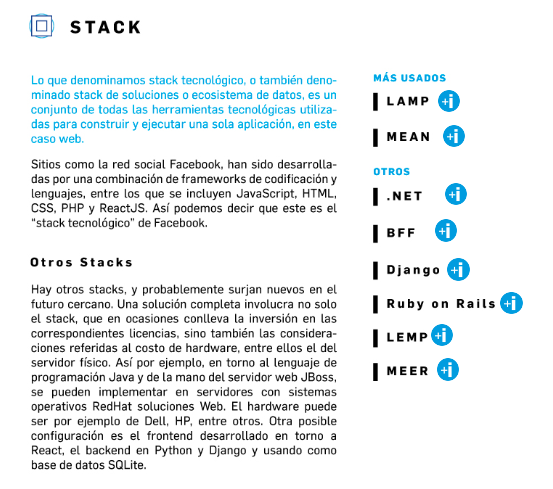 STACK
Lo que denominamos stack tecnológico, o también deno-
minado stack de soluciones o ecosistema de datos, es un
conjunto de todas las herramientas tecnológicas utiliza-
das para construir y ejecutar una sola aplicación, en este
caso web.
Sitios como la red social Facebook, han sido desarrolla-
das por una combinación de frameworks de codificación y
lenguajes, entre los que se incluyen JavaScript, HTML,
CSS, PHP y ReactJS. Así podemos decir que este es el
“stack tecnológico” de Facebook.
Otros Stacks
Hay otros stacks, y probablemente surjan nuevos en el
futuro cercano. Una solución completa involucra no solo
el stack, que en ocasiones conlleva la inversión en las
correspondientes licencias, sino también las considera-
ciones referidas al costo de hardware, entre ellos el del
servidor físico. Así por ejemplo, en torno al lenguaje de
programación Java y de la mano del servidor web JBoss,
se pueden implementar en servidores con sistemas
operativos RedHat soluciones Web. El hardware puede
ser por ejemplo de Dell, HP, entre otros. Otra posible
configuración es el frontend desarrollado en torno a
React, el backend en Python y Django y usando como
base de datos SQLite.
MÁS USADOS
LAMP +i
MEAN +i
OTROS
.NET +i
BFF +i
Django +i
Ruby on Rails +i
LEMP +i
MEER +i